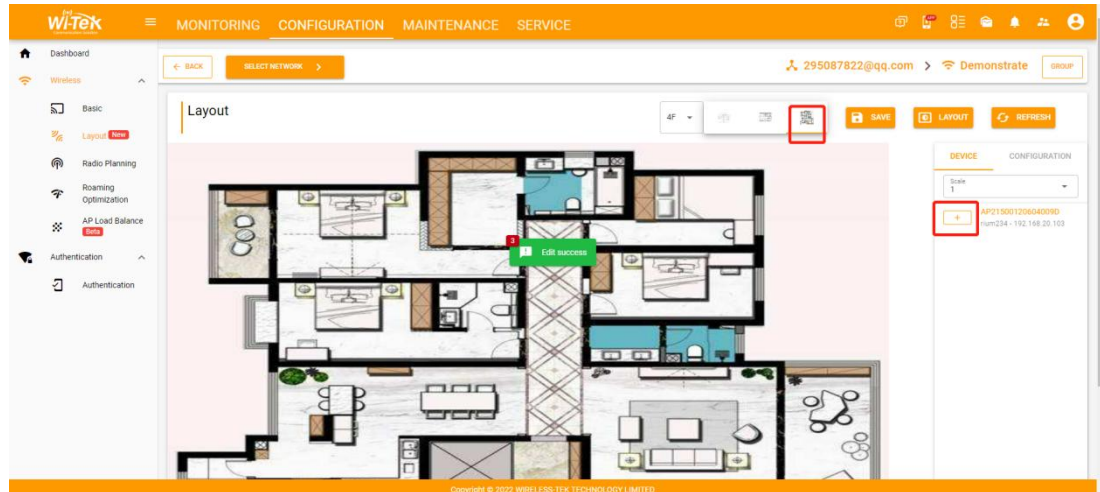 Wi-Tek
MONITORING CONFIGURATION MAINTENANCE SERVICE
Dashboard
Wireless
Basic
Layout New
Radio Planning
Roaming
Optimization
AP Load Balance
Beta
Authentication
Authentication
← BACK
SELECT NETWORK >
295087822@qq.com > Demonstrate
GROUP
Layout
4F
SAVE
LAYOUT
REFRESH
DEVICE CONFIGURATION
Scale
1
+
AP21500120604009D
- 192.168.20.103
3
Edit success
Copyright © 2022 WIRELESS-TEK TECHNOLOGY LIMITED